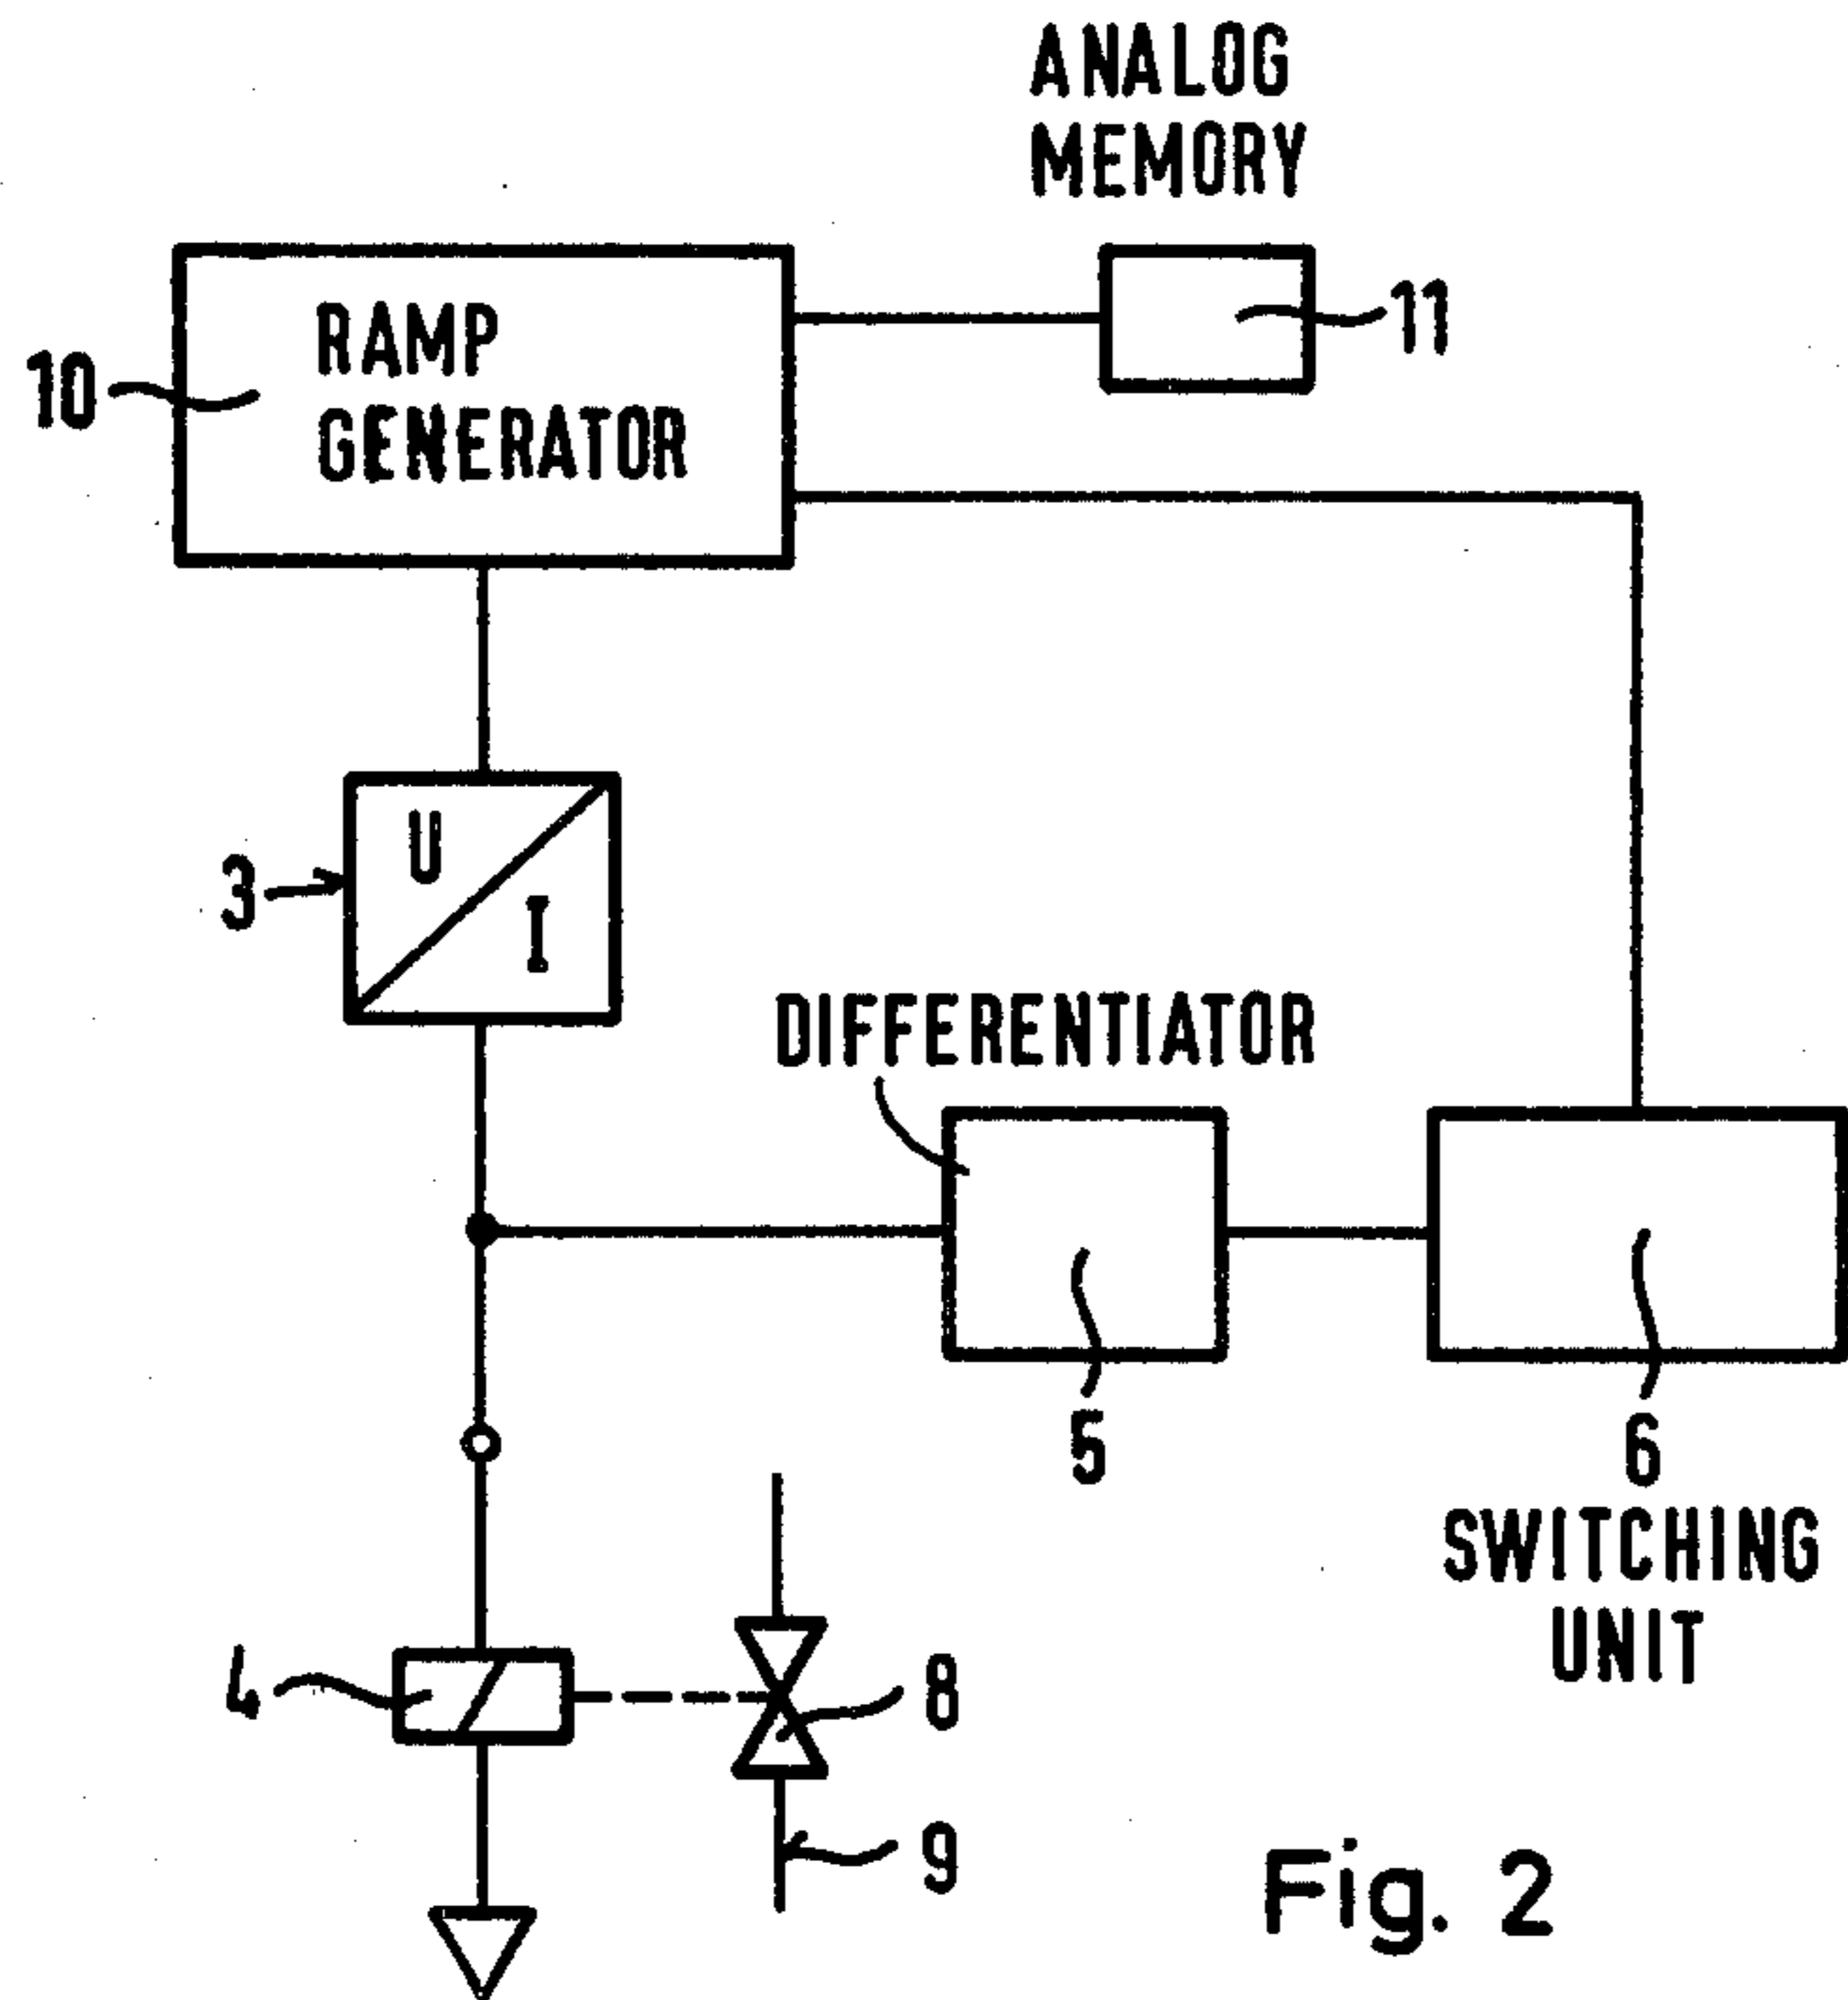 ANALOG
MEMORY
RAMP
GENERATOR
10
11
U
I
3
DIFFERENTIATOR
5
6
SWITCHING
UNIT
4
8
9
Fig. 2